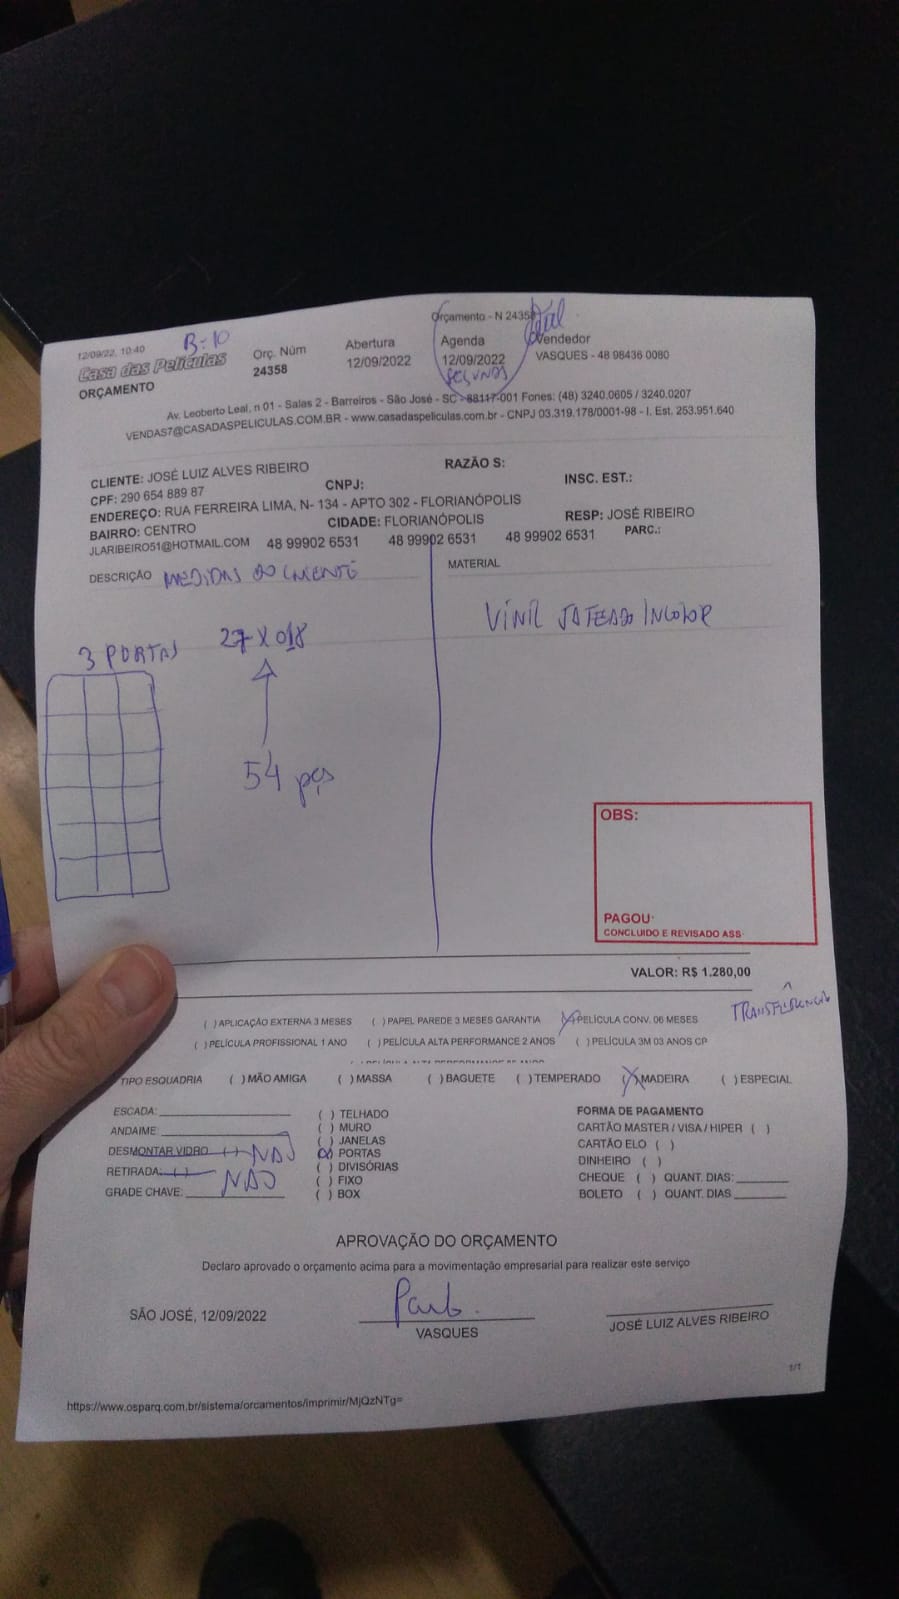 Orçamento - N 24358
12/09/22, 10:40
B-10
Casa das Películas
ORÇAMENTO
Orç. Núm
24358
Abertura
12/09/2022
Agenda
12/09/2022
SEGUNDA
Vendedor
VASQUES - 48 98436 0080
Av. Leoberto Leal, n 01 - Salas 2 - Barreiros - São José - SC - 88117-001 Fones: (48) 3240.0605 / 3240.0207
VENDAS7@CASADASPELICULAS.COM.BR - www.casadaspeliculas.com.br - CNPJ 03.319.178/0001-98 - I. Est. 253.951.640
CLIENTE: JOSÉ LUIZ ALVES RIBEIRO
RAZÃO S:
CPF: 290 654 889 87
CNPJ:
INSC. EST.:
ENDEREÇO: RUA FERREIRA LIMA, N- 134 - APTO 302 - FLORIANÓPOLIS
BAIRRO: CENTRO
CIDADE: FLORIANÓPOLIS
RESP: JOSÉ RIBEIRO
JLARIBEIRO51@HOTMAIL.COM 48 99902 6531 48 99902 6531 48 99902 6531 PARC.:
DESCRIÇÃO MEDIDAS DO CLIENTE
MATERIAL
3 PORTAS
27 X 018
54 pçs
VINIL JATEADO INCOLOR
OBS:
PAGOU:
CONCLUIDO E REVISADO ASS:
VALOR: R$ 1.280,00
TRANSFERENCIA
( ) APLICAÇÃO EXTERNA 3 MESES ( ) PAPEL PAREDE 3 MESES GARANTIA (X) PELÍCULA CONV. 06 MESES
( ) PELÍCULA PROFISSIONAL 1 ANO ( ) PELÍCULA ALTA PERFORMANCE 2 ANOS ( ) PELÍCULA 3M 03 ANOS CP
TIPO ESQUADRIA ( ) MÃO AMIGA ( ) MASSA ( ) BAGUETE ( ) TEMPERADO (X) MADEIRA ( ) ESPECIAL
ESCADA:
ANDAIME:
DESMONTAR VIDRO ( ) NÃO
RETIRADA: ( )
NÃO
GRADE CHAVE:
( ) TELHADO
( ) MURO
( ) JANELAS
(X) PORTAS
( ) DIVISÓRIAS
( ) FIXO
( ) BOX
FORMA DE PAGAMENTO
CARTÃO MASTER / VISA / HIPER ( )
CARTÃO ELO ( )
DINHEIRO ( )
CHEQUE ( ) QUANT. DIAS:
BOLETO ( ) QUANT. DIAS
APROVAÇÃO DO ORÇAMENTO
Declaro aprovado o orçamento acima para a movimentação empresarial para realizar este serviço
SÃO JOSÉ, 12/09/2022
VASQUES
JOSÉ LUIZ ALVES RIBEIRO
1/1
https://www.osparq.com.br/sistema/orcamentos/imprimir/MjQzNTg=